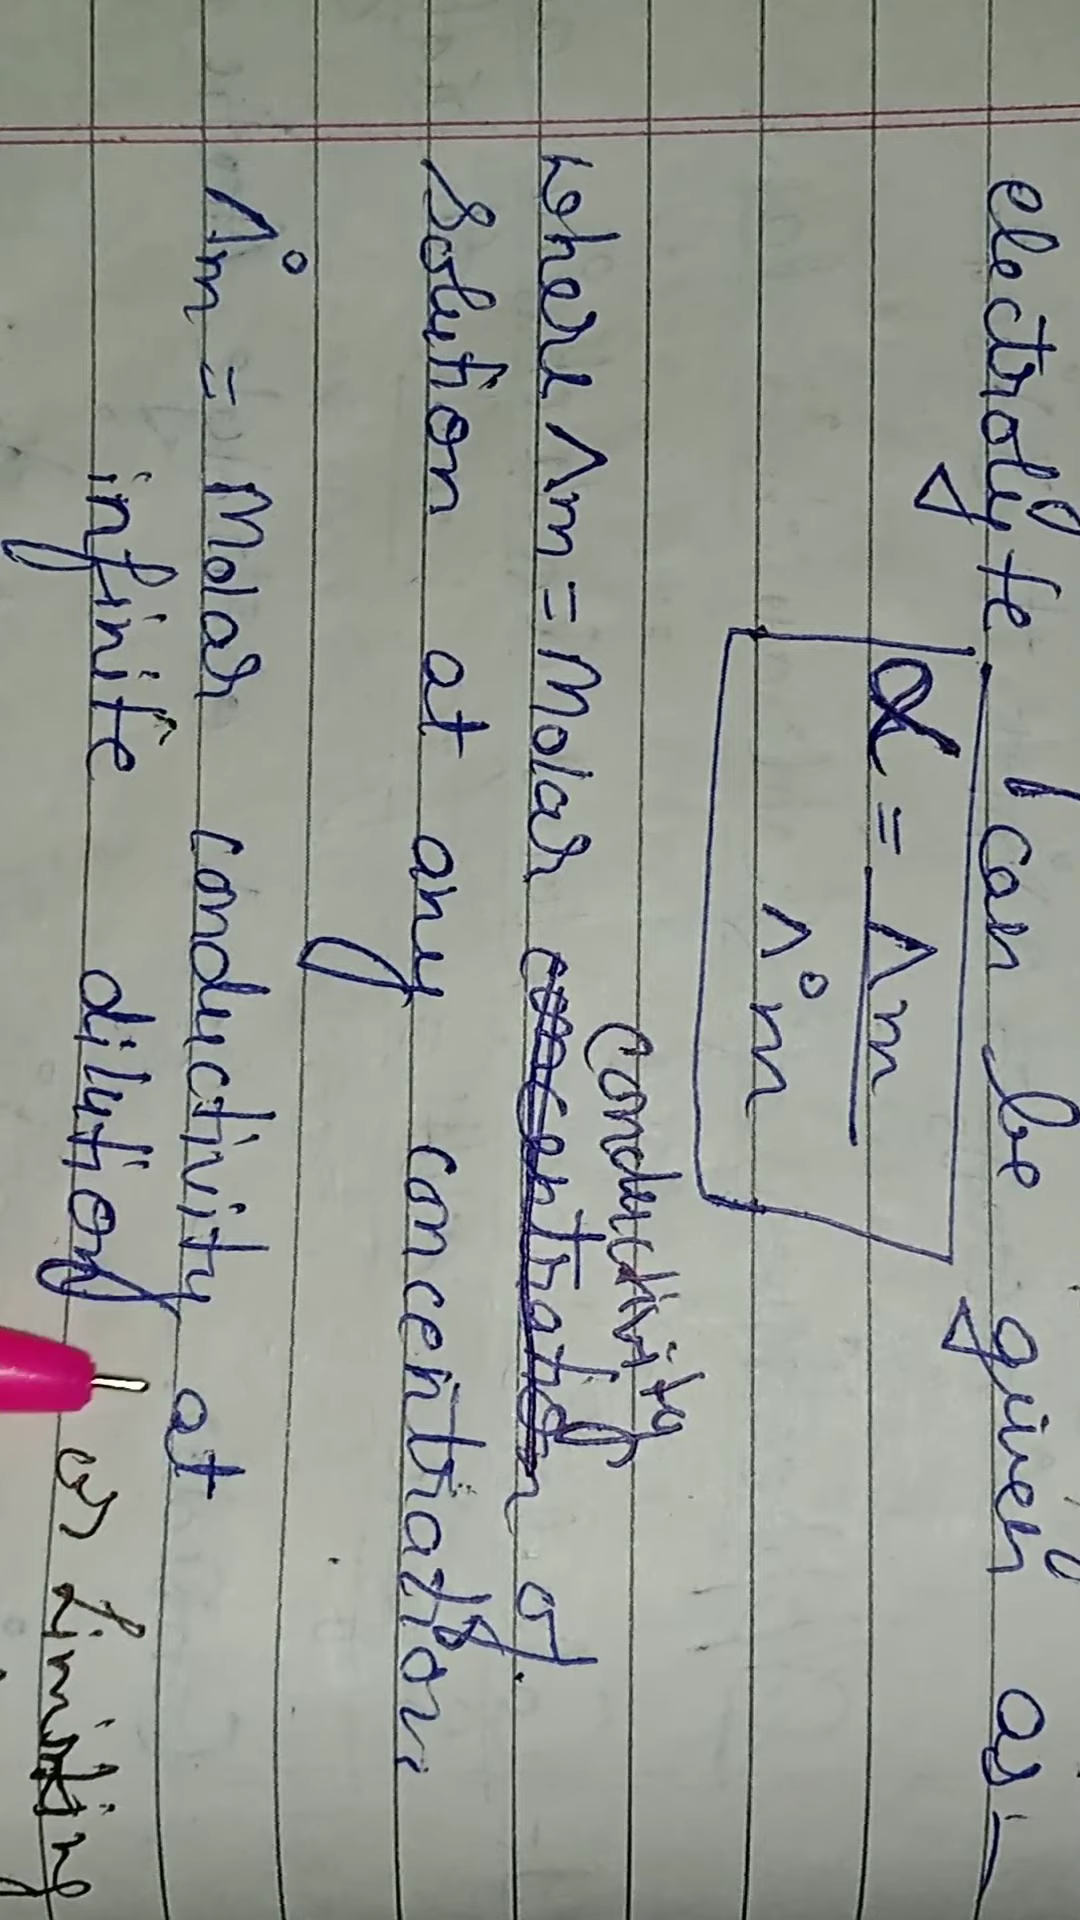 electrolyte can be given as:-
α = Λm
Λ°m
where Λm = Molar conductivity of
solution at any concentration
Λ°m = Molar conductivity at
infinite dilution or Limiting